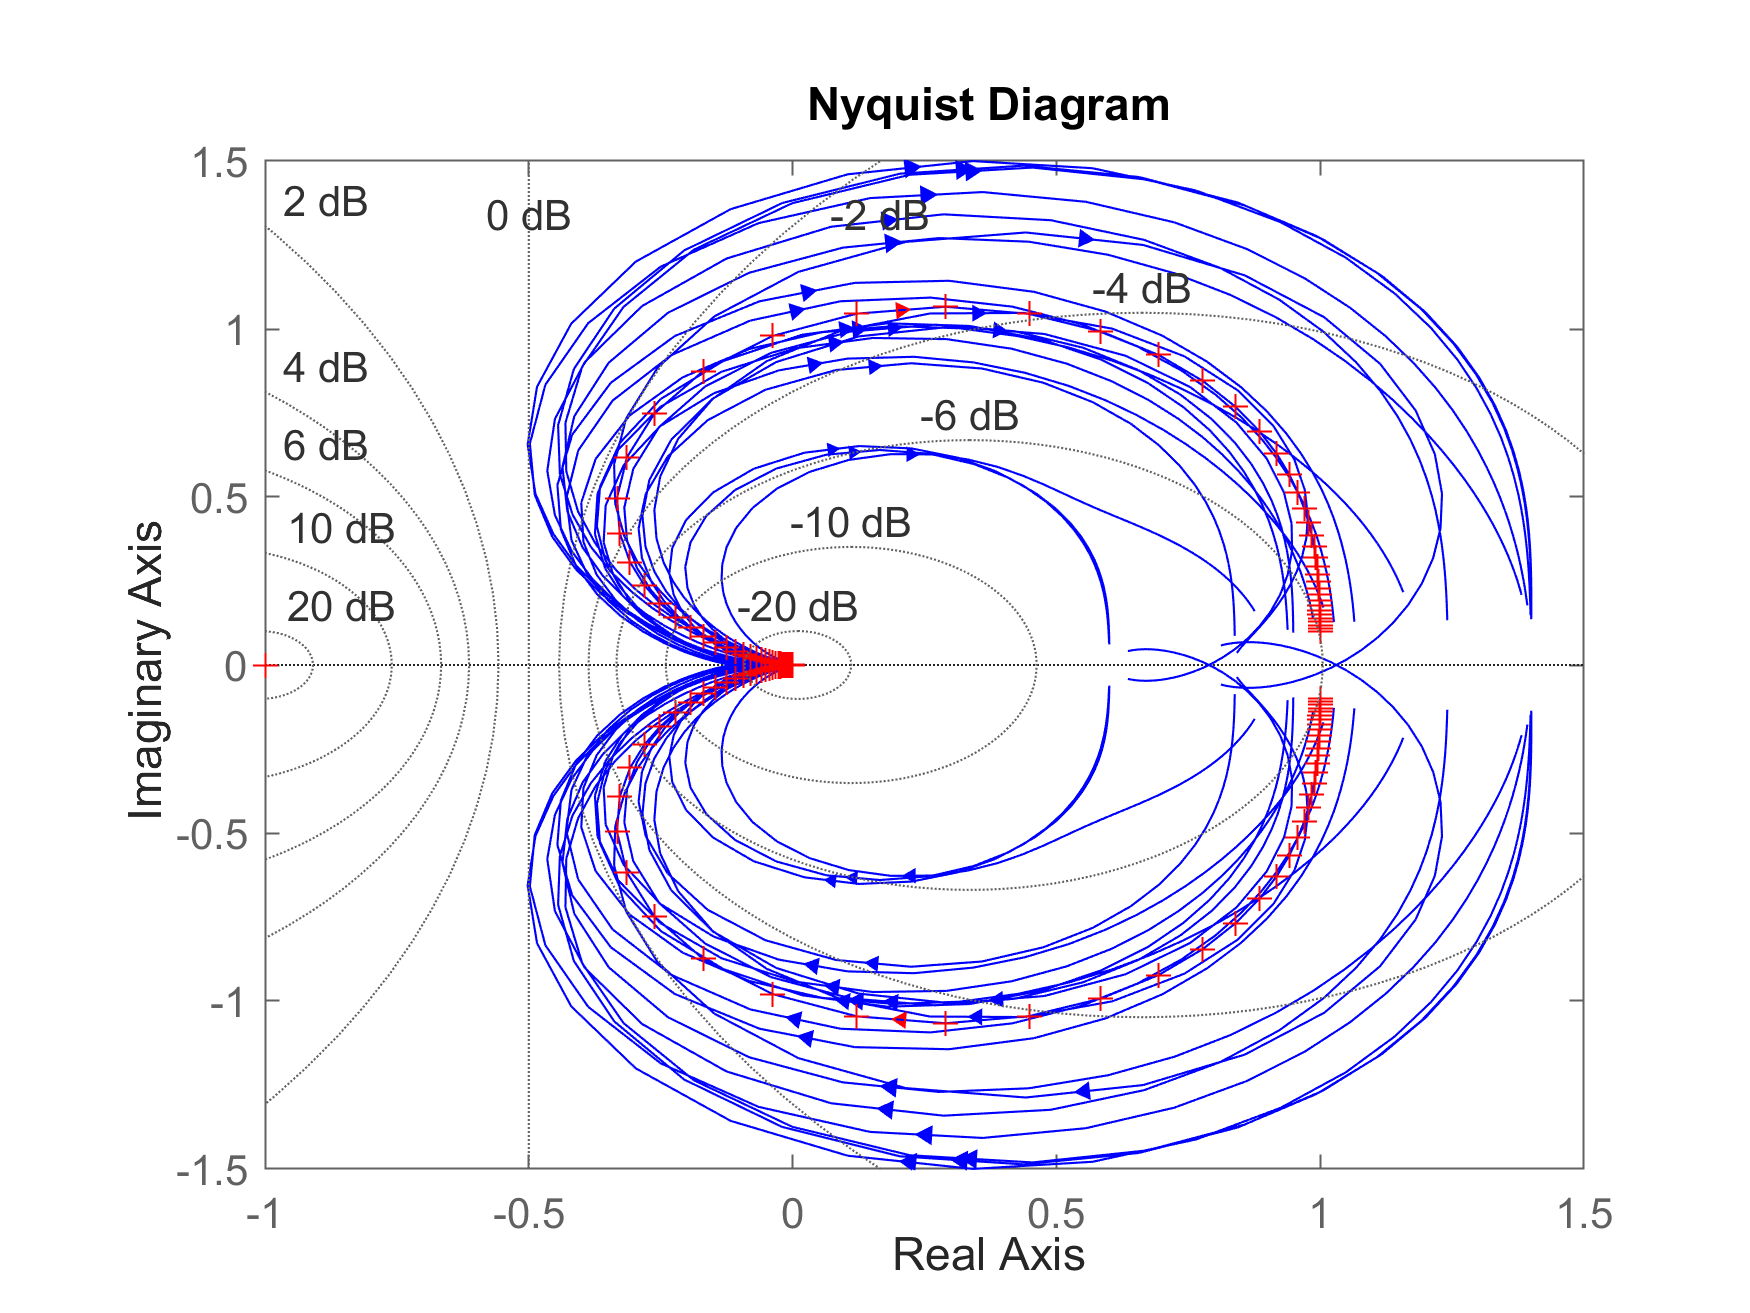 Nyquist Diagram
1.5
2 dB
0 dB
-2 dB
-4 dB
1
4 dB
-6 dB
6 dB
0.5
10 dB
-10 dB
20 dB
-20 dB
0
-0.5
-1
-1.5
-1
-0.5
0
0.5
1
1.5
Real Axis
Imaginary Axis